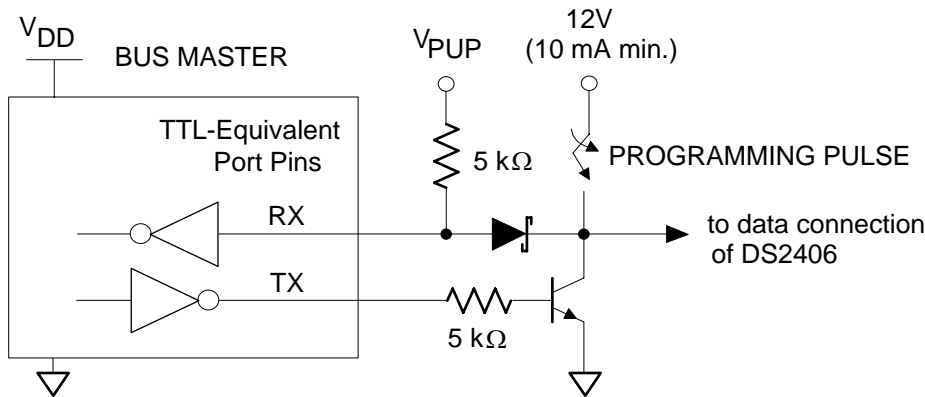 VDD
BUS MASTER
VPUP
12V
(10 mA min.)
TTL-Equivalent
Port Pins
5 kΩ
PROGRAMMING PULSE
RX
to data connection
of DS2406
TX
5 kΩ